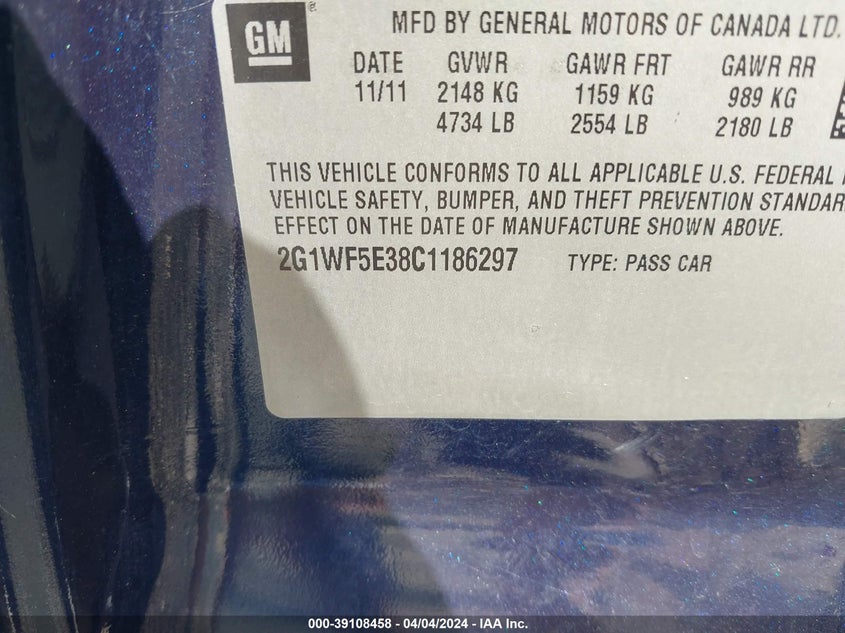 GM
MFD BY GENERAL MOTORS OF CANADA LTD.
DATE GVWR GAWR FRT GAWR RR
11/11 2148 KG 1159 KG 989 KG
4734 LB 2554 LB 2180 LB
THIS VEHICLE CONFORMS TO ALL APPLICABLE U.S. FEDERAL
VEHICLE SAFETY, BUMPER, AND THEFT PREVENTION STANDAR
EFFECT ON THE DATE OF MANUFACTURE SHOWN ABOVE.
2G1WF5E38C1186297 TYPE: PASS CAR
000-39108458 - 04/04/2024 - IAA Inc.